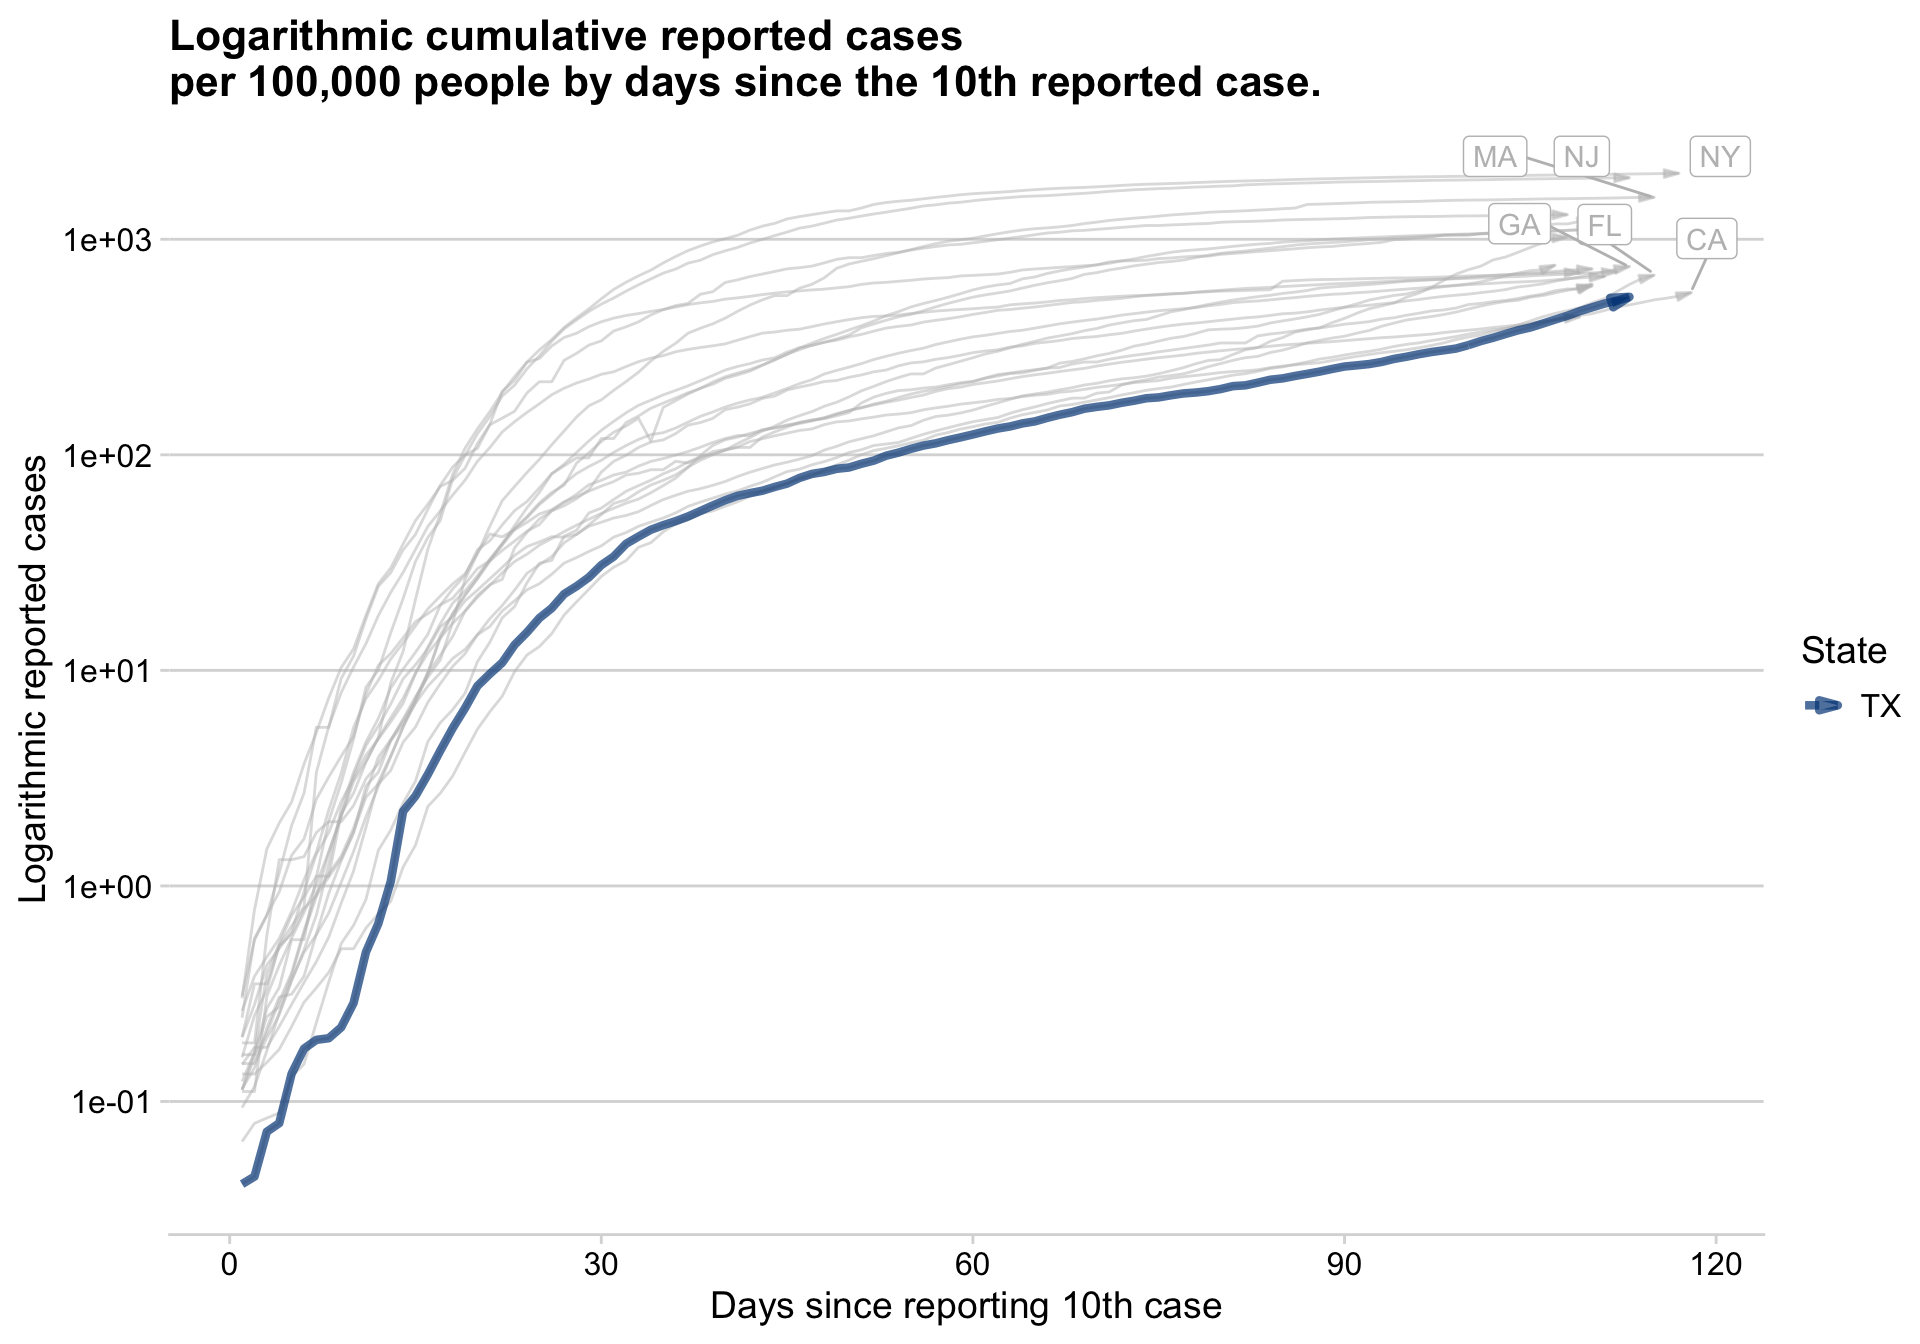 Logarithmic cumulative reported cases
per 100,000 people by days since the 10th reported case.
MA
NJ
NY
GA
FL
CA
1e+03
1e+02
1e+01
1e+00
1e-01
Logarithmic reported cases
State
TX
0
30
60
90
120
Days since reporting 10th case